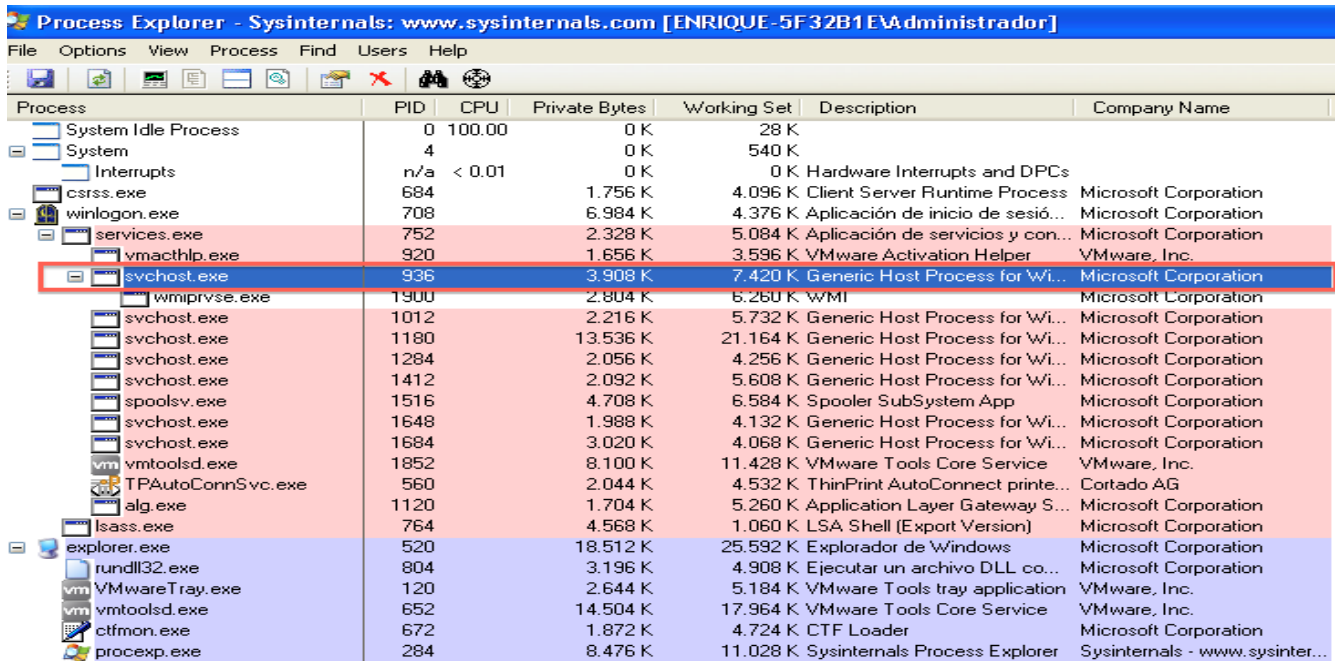 Process Explorer - Sysinternals: www.sysinternals.com [ENRIQUE-5F32B1E\Administrador]
File Options View Process Find Users Help
Process PID CPU Private Bytes Working Set Description Company Name
System Idle Process 0 100.00 0 K 28 K
System 4 0 K 540 K
Interrupts n/a < 0.01 0 K 0 K Hardware Interrupts and DPCs
csrss.exe 684 1.756 K 4.096 K Client Server Runtime Process Microsoft Corporation
winlogon.exe 708 6.984 K 4.376 K Aplicación de inicio de sesió... Microsoft Corporation
services.exe 752 2.328 K 5.084 K Aplicación de servicios y con... Microsoft Corporation
vmacthlp.exe 920 1.656 K 3.596 K VMware Activation Helper VMware, Inc.
svchost.exe 936 3.908 K 7.420 K Generic Host Process for Wi... Microsoft Corporation
wmiprvse.exe 1900 2.804 K 6.260 K WMI Microsoft Corporation
svchost.exe 1012 2.216 K 5.732 K Generic Host Process for Wi... Microsoft Corporation
svchost.exe 1180 13.536 K 21.164 K Generic Host Process for Wi... Microsoft Corporation
svchost.exe 1284 2.056 K 4.256 K Generic Host Process for Wi... Microsoft Corporation
svchost.exe 1412 2.092 K 5.608 K Generic Host Process for Wi... Microsoft Corporation
spoolsv.exe 1516 4.708 K 6.584 K Spooler SubSystem App Microsoft Corporation
svchost.exe 1648 1.988 K 4.132 K Generic Host Process for Wi... Microsoft Corporation
svchost.exe 1684 3.020 K 4.068 K Generic Host Process for Wi... Microsoft Corporation
vm vmtoolsd.exe 1852 8.100 K 11.428 K VMware Tools Core Service VMware, Inc.
TPAutoConnSvc.exe 560 2.044 K 4.532 K ThinPrint AutoConnect printe... Cortado AG
alg.exe 1120 1.704 K 5.260 K Application Layer Gateway S... Microsoft Corporation
lsass.exe 764 4.568 K 1.060 K LSA Shell (Export Version) Microsoft Corporation
explorer.exe 520 18.512 K 25.592 K Explorador de Windows Microsoft Corporation
rundll32.exe 804 3.196 K 4.908 K Ejecutar un archivo DLL co... Microsoft Corporation
vm VMwareTray.exe 120 2.644 K 5.184 K VMware Tools tray application VMware, Inc.
vm vmtoolsd.exe 652 14.504 K 17.964 K VMware Tools Core Service VMware, Inc.
ctfmon.exe 672 1.872 K 4.724 K CTF Loader Microsoft Corporation
procexp.exe 284 8.476 K 11.028 K Sysinternals Process Explorer Sysinternals - www.sysinter...